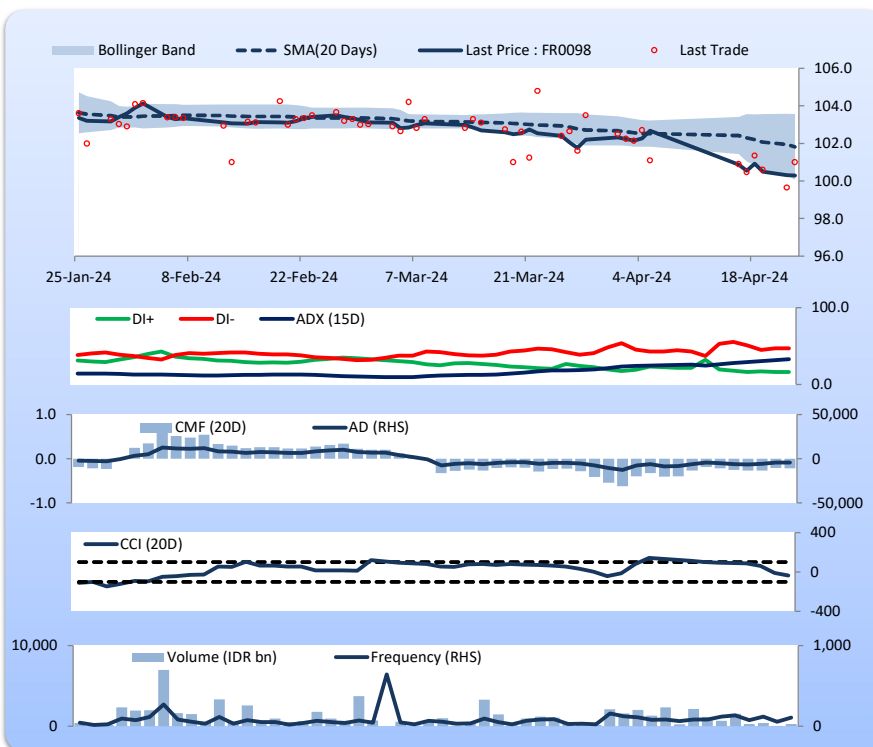 Bollinger Band SMA(20 Days) Last Price : FR0098 Last Trade
106.0
104.0
102.0
100.0
98.0
96.0
25-Jan-24 8-Feb-24 22-Feb-24 7-Mar-24 21-Mar-24 4-Apr-24 18-Apr-24
DI+ DI- ADX (15D)
100.0
0.0
1.0 CMF (20D) AD (RHS) 50,000
0.0 0
-1.0 -50,000
CCI (20D) 400
0
-400
10,000 Volume (IDR bn) Frequency (RHS) 1,000
0 0